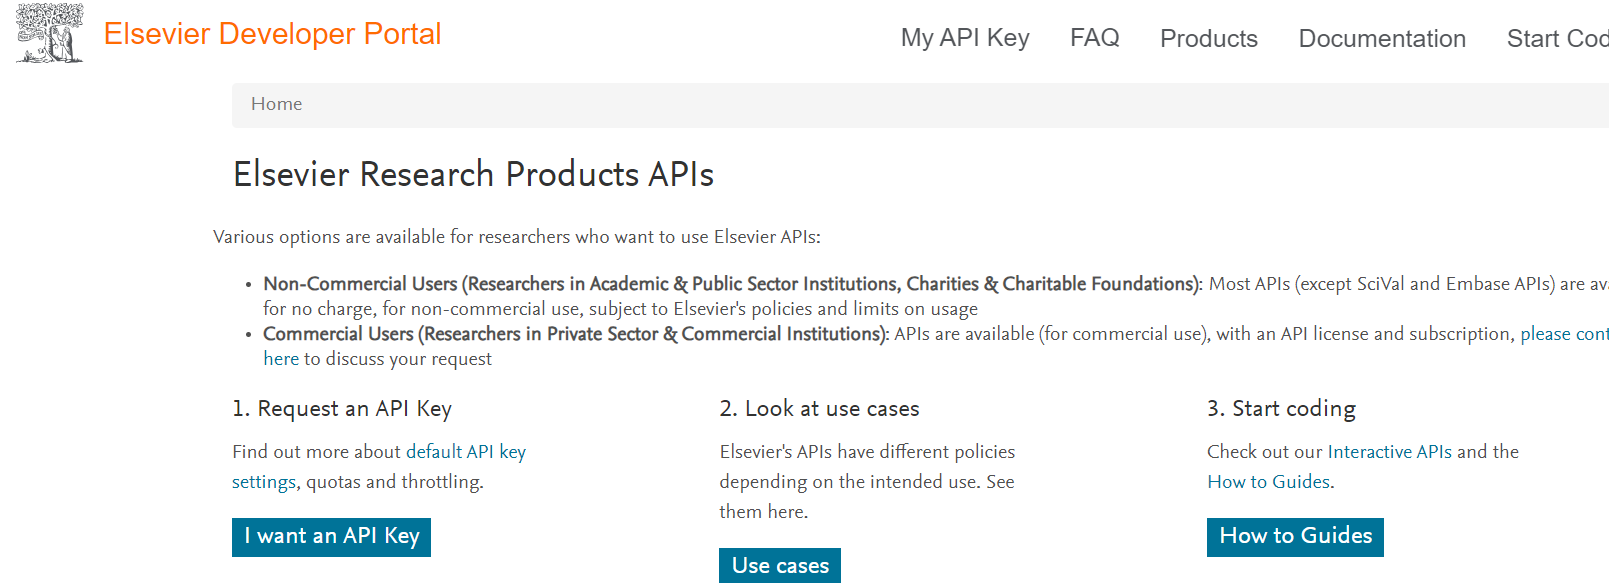 Elsevier Developer Portal
My API Key FAQ Products Documentation Start Cod
Home
Elsevier Research Products APIs
Various options are available for researchers who want to use Elsevier APIs:
• Non-Commercial Users (Researchers in Academic & Public Sector Institutions, Charities & Charitable Foundations): Most APIs (except SciVal and Embase APIs) are ava
for no charge, for non-commercial use, subject to Elsevier's policies and limits on usage
• Commercial Users (Researchers in Private Sector & Commercial Institutions): APIs are available (for commercial use), with an API license and subscription, please cont
here to discuss your request
1. Request an API Key
Find out more about default API key
settings, quotas and throttling.
I want an API Key
2. Look at use cases
Elsevier's APIs have different policies
depending on the intended use. See
them here.
Use cases
3. Start coding
Check out our Interactive APIs and the
How to Guides.
How to Guides